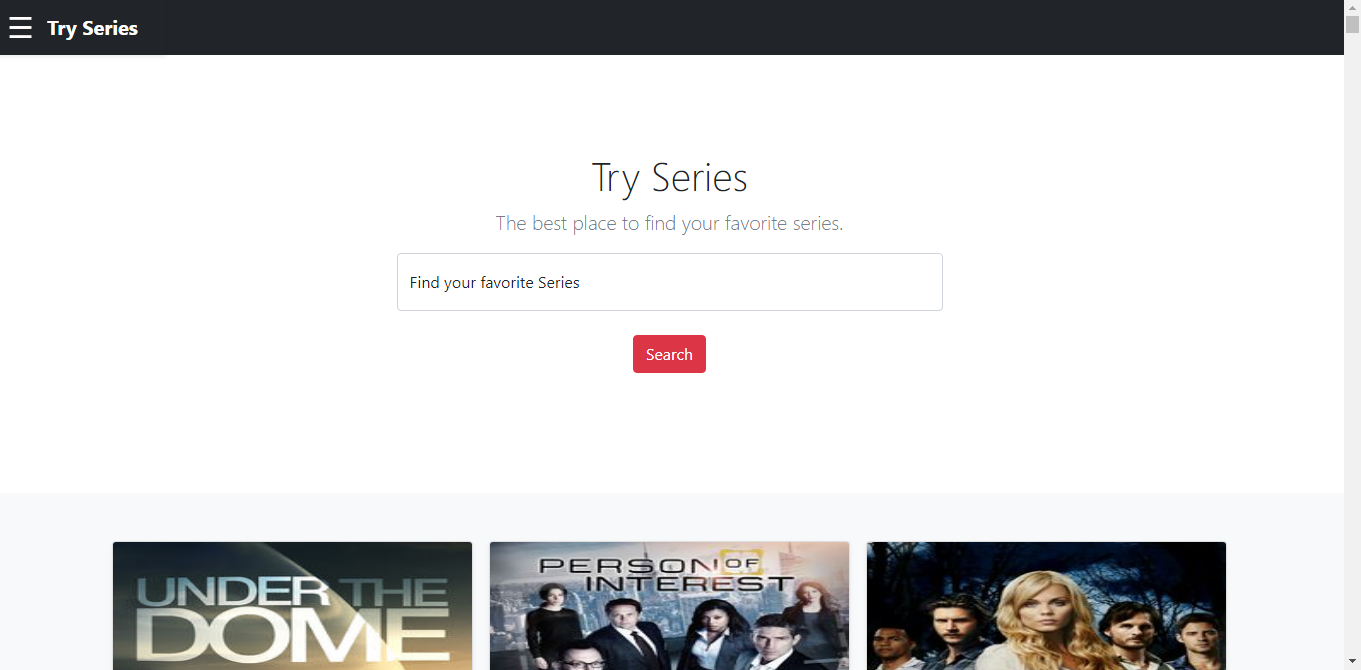 Try Series
Try Series
The best place to find your favorite series.
Find your favorite Series
Search
UNDER THE
DOME
PERSON OF
INTEREST